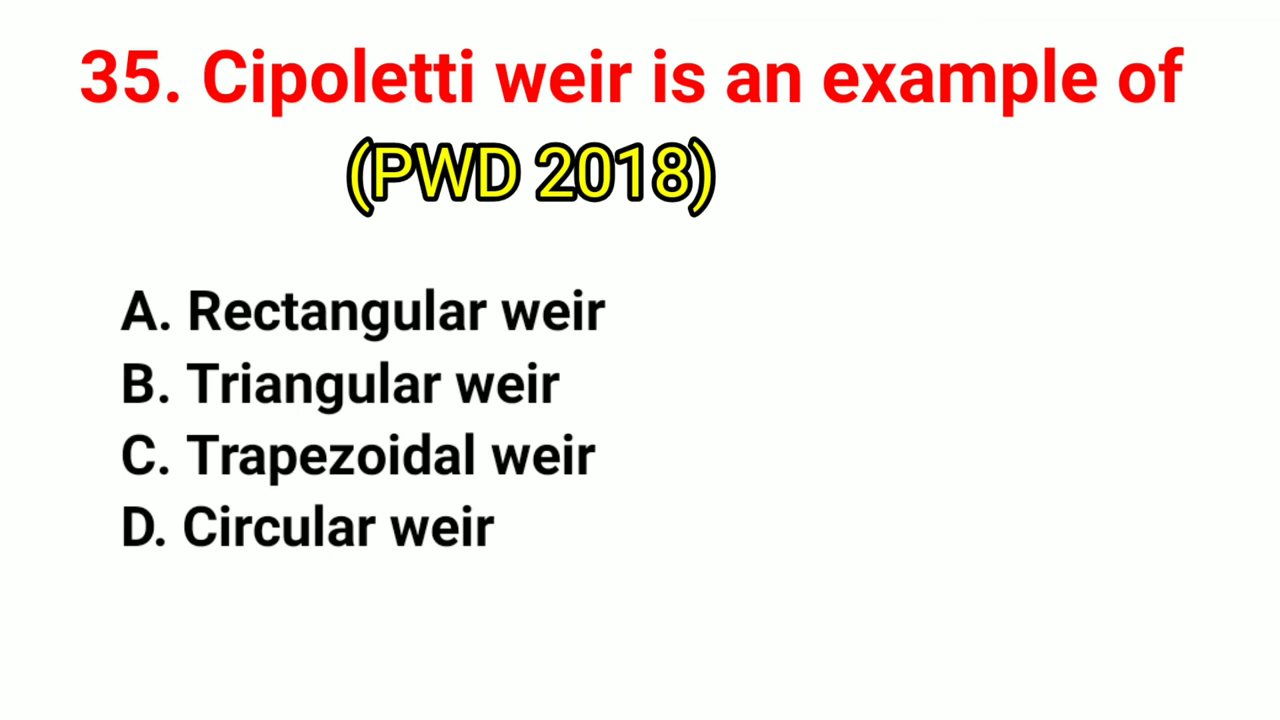 35. Cipoletti weir is an example of
(PWD 2018)
A. Rectangular weir
B. Triangular weir
C. Trapezoidal weir
D. Circular weir